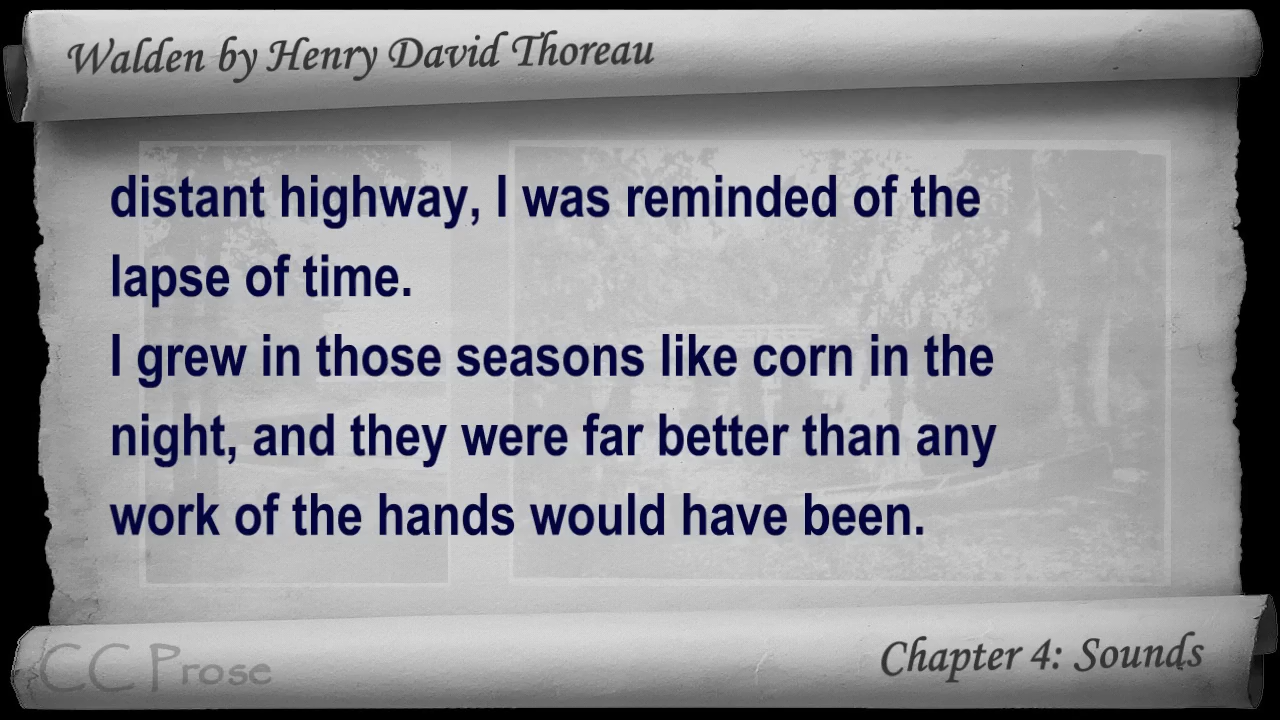 Walden by Henry David Thoreau
distant highway, I was reminded of the
lapse of time.
I grew in those seasons like corn in the
night, and they were far better than any
work of the hands would have been.
CC Prose
Chapter 4: Sounds